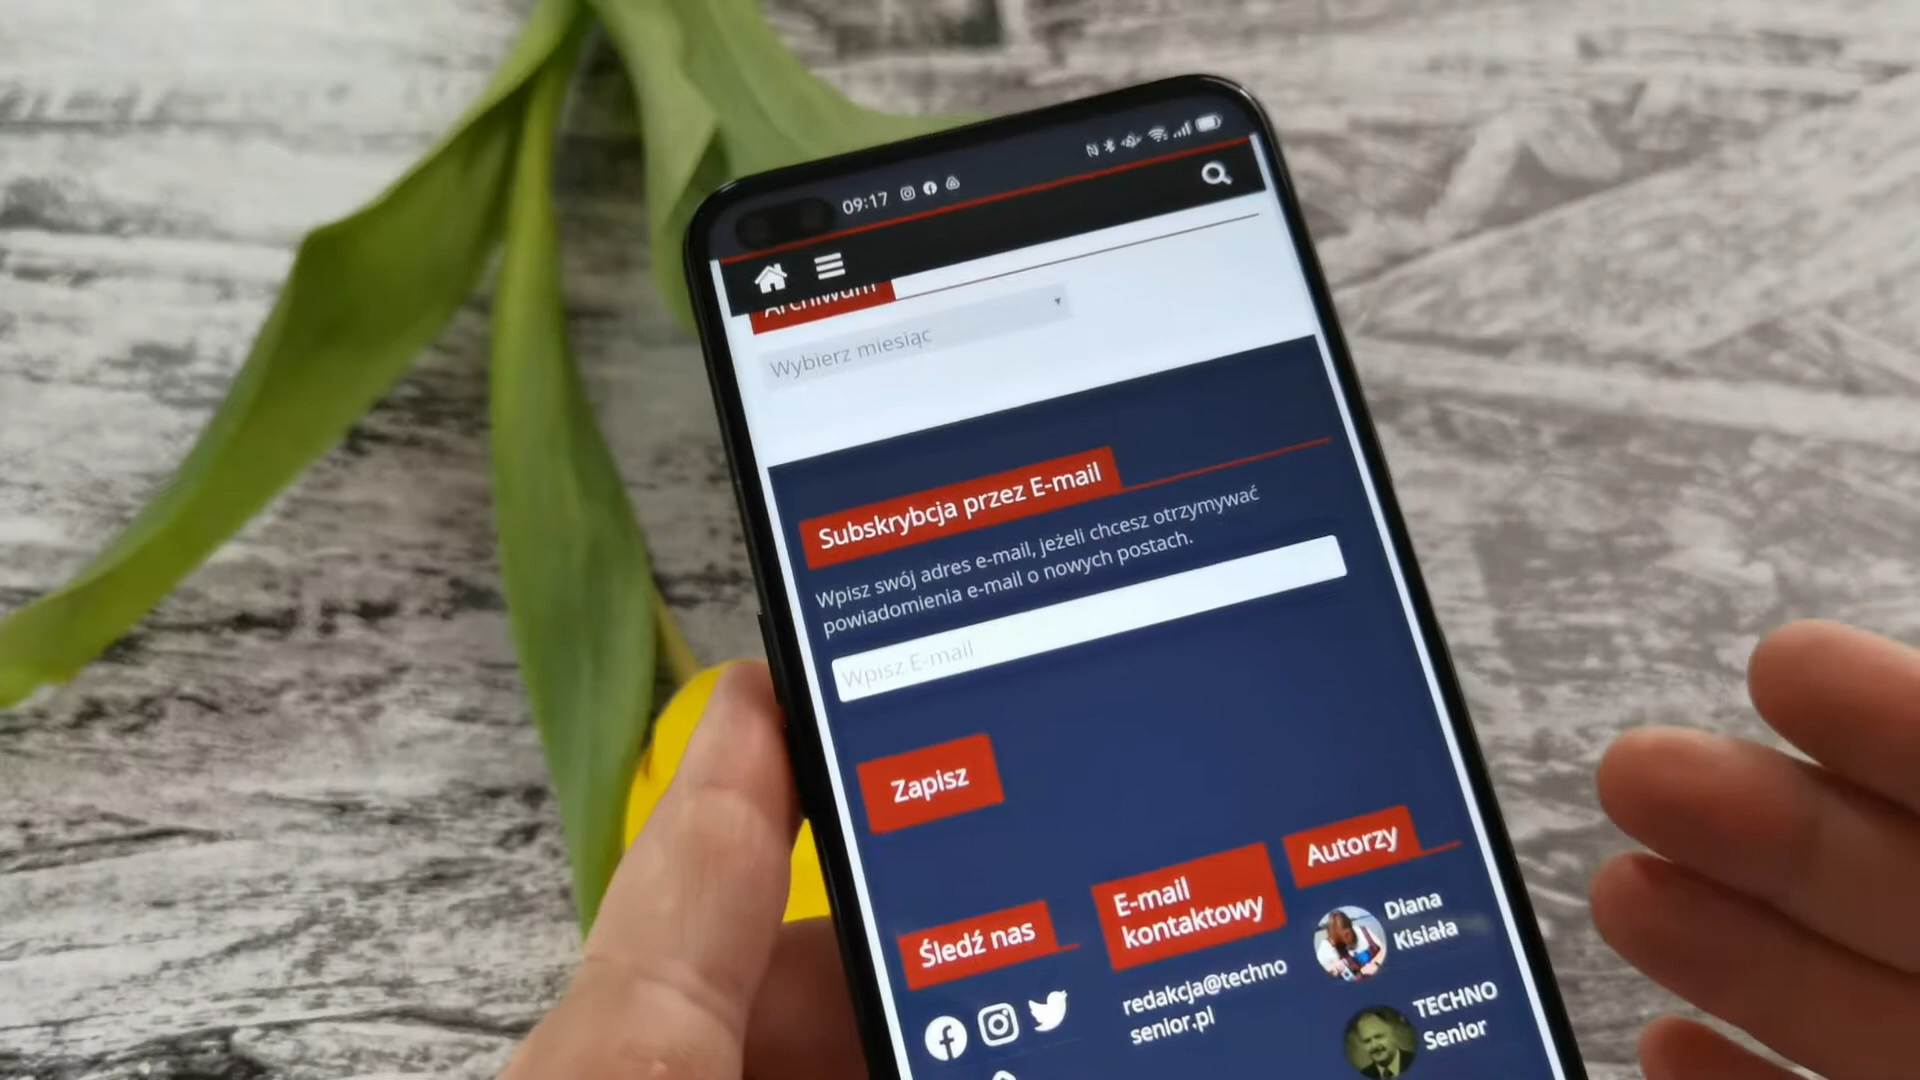 09:17
Archiwum
Wybierz miesiąc
Subskrybcja przez E-mail
Wpisz swój adres e-mail, jeżeli chcesz otrzymywać
powiadomienia e-mail o nowych postach.
Wpisz E-mail
Zapisz
Śledź nas
E-mail
kontaktowy
redakcja@techno
senior.pl
Autorzy
Diana
Kisiała
TECHNO
Senior